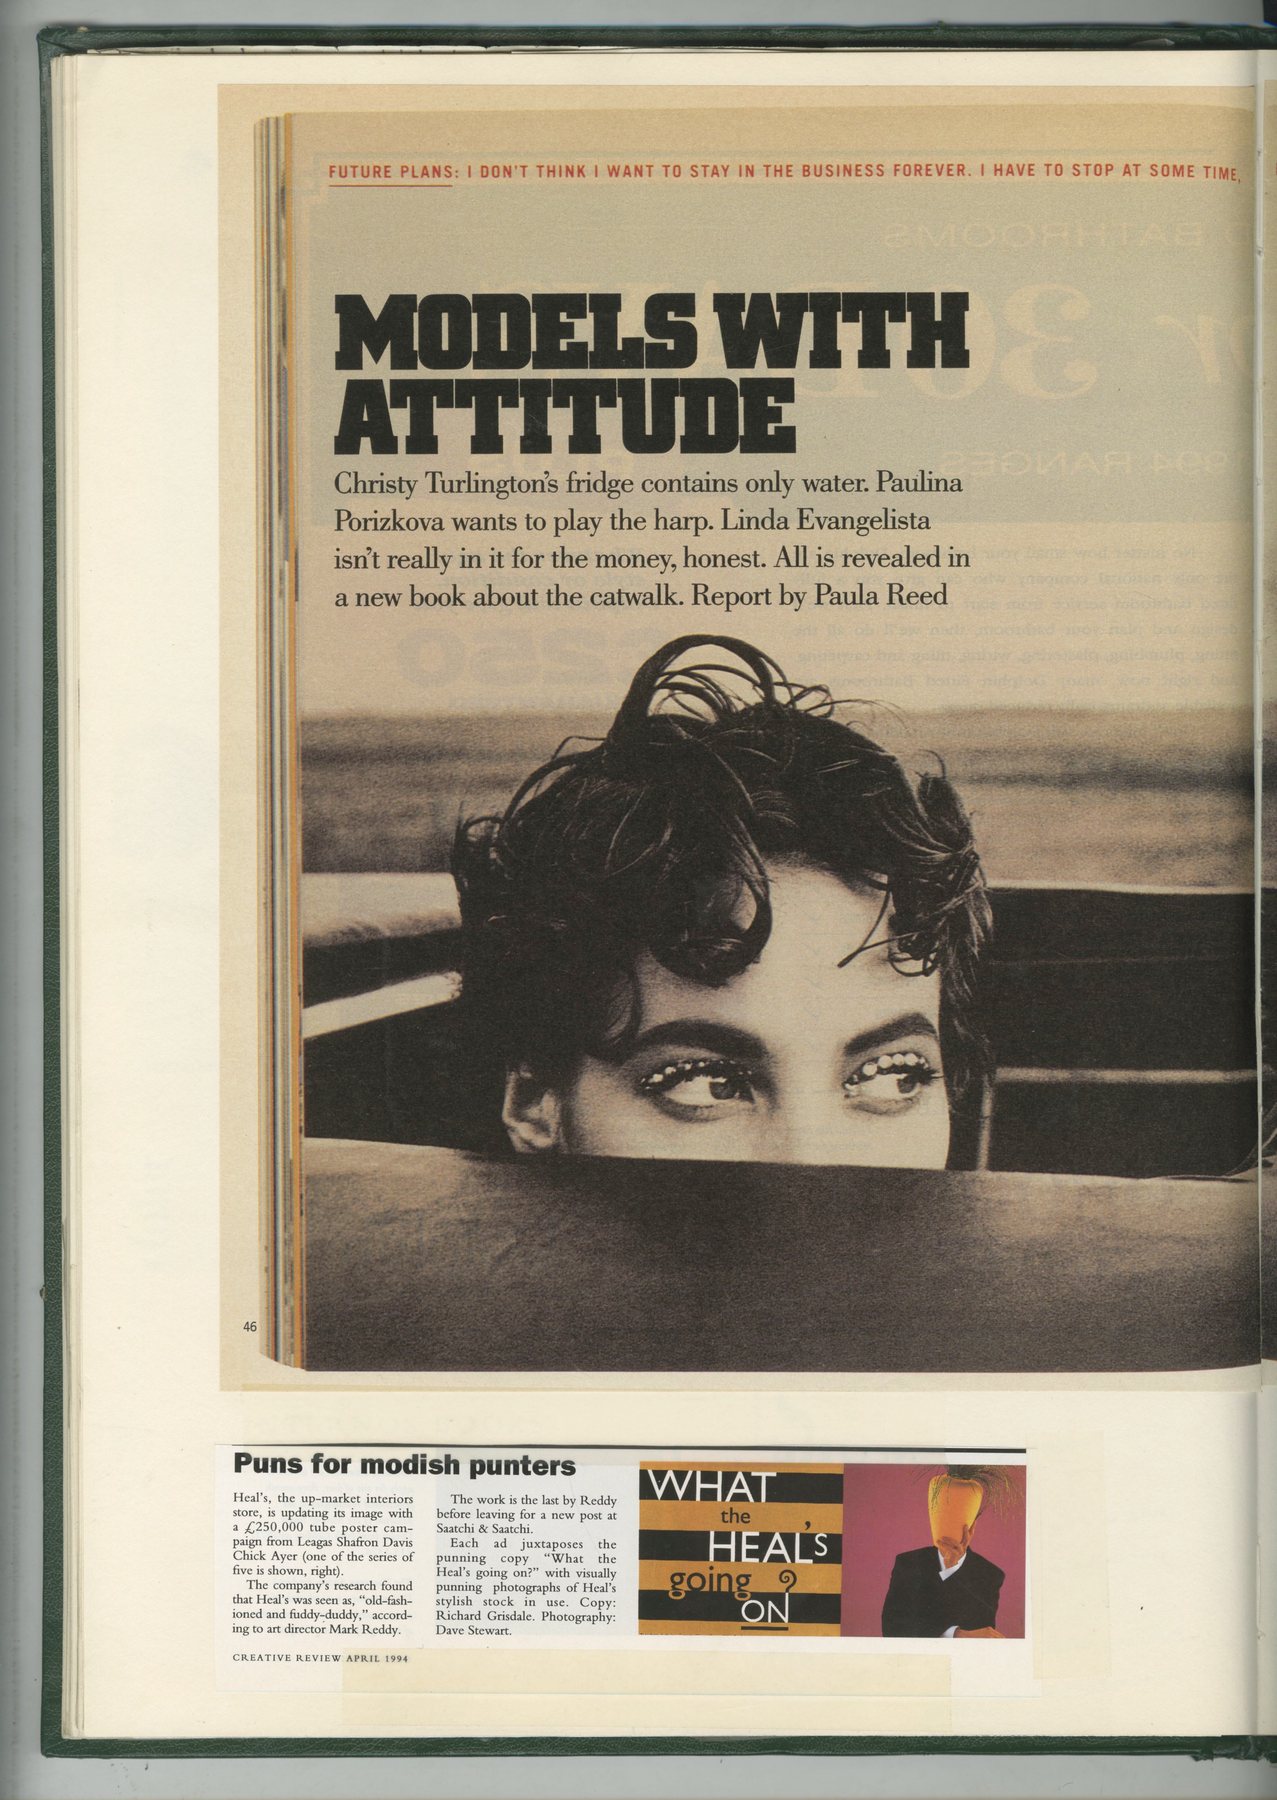 FUTURE PLANS: I DON'T THINK I WANT TO STAY IN THE BUSINESS FOREVER. I HAVE TO STOP AT SOME TIME,
MODELS WITH
ATTITUDE
Christy Turlington's fridge contains only water. Paulina
Porizkova wants to play the harp. Linda Evangelista
isn't really in it for the money, honest. All is revealed in
a new book about the catwalk. Report by Paula Reed
46
Puns for modish punters
Heal's, the up-market interiors
store, is updating its image with
a £250,000 tube poster cam-
paign from Leagas Shafron Davis
Chick Ayer (one of the series of
five is shown, right).
The company's research found
that Heal's was seen as, "old-fash-
ioned and fuddy-duddy," accord-
ing to art director Mark Reddy.
The work is the last by Reddy
before leaving for a new post at
Saatchi & Saatchi.
Each ad juxtaposes the
punning copy "What the
Heal's going on?" with visually
punning photographs of Heal's
stylish stock in use. Copy:
Richard Grisdale. Photography:
Dave Stewart.
WHAT
the
HEAL's
going ?
ON
CREATIVE REVIEW APRIL 1994